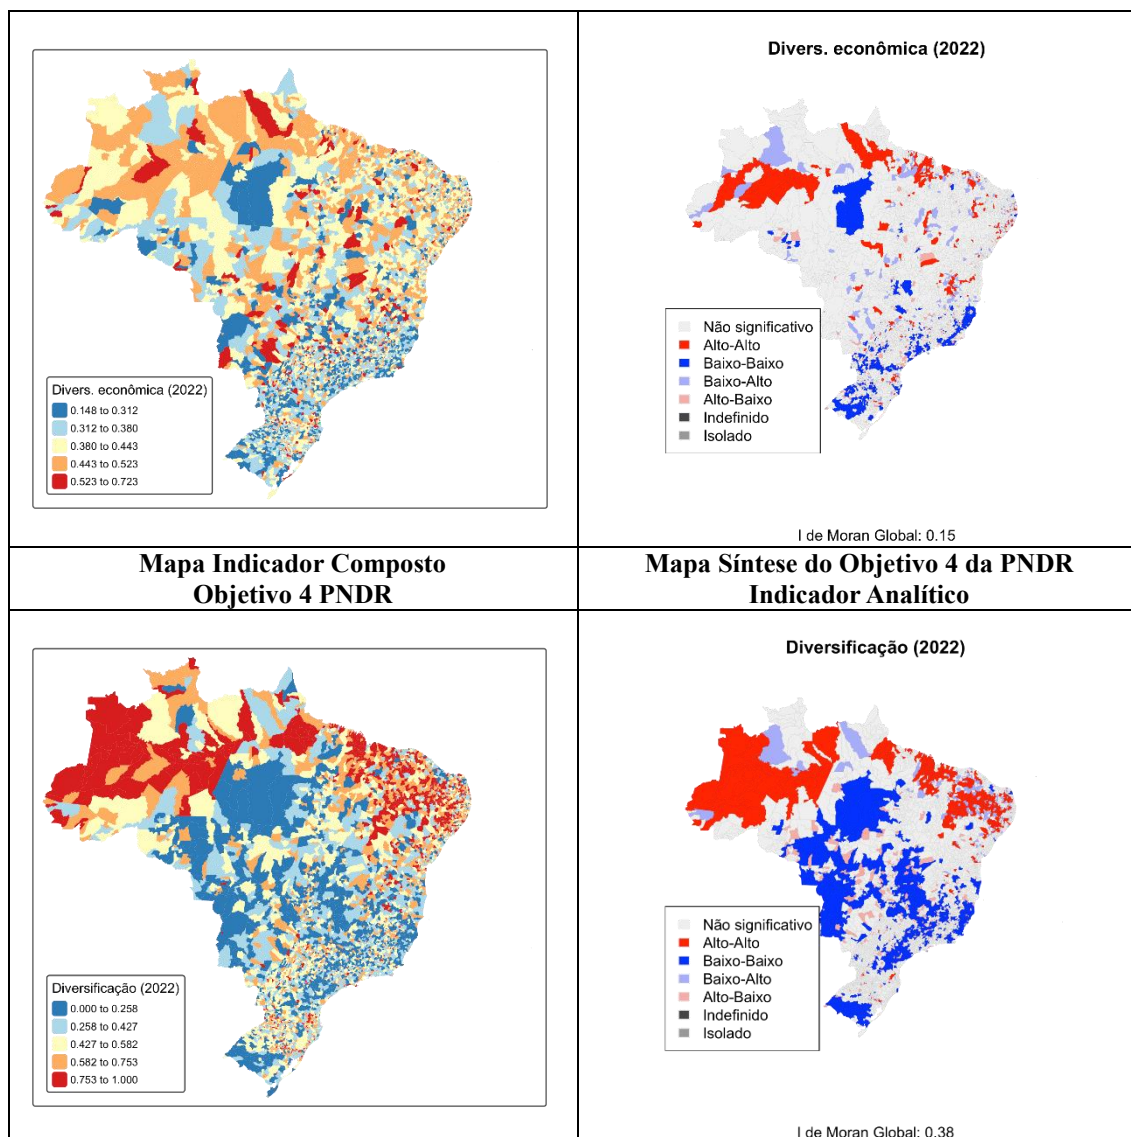 Divers. econômica (2022)
Divers. econômica (2022)
0.148 to 0.312
0.312 to 0.380
0.380 to 0.443
0.443 to 0.523
0.523 to 0.723
Não significativo
Alto-Alto
Baixo-Baixo
Baixo-Alto
Alto-Baixo
Indefinido
Isolado
I de Moran Global: 0.15
Mapa Indicador Composto
Objetivo 4 PNDR
Mapa Síntese do Objetivo 4 da PNDR
Indicador Analítico
Diversificação (2022)
0.000 to 0.258
0.258 to 0.427
0.427 to 0.582
0.582 to 0.753
0.753 to 1.000
Diversificação (2022)
Não significativo
Alto-Alto
Baixo-Baixo
Baixo-Alto
Alto-Baixo
Indefinido
Isolado
I de Moran Global: 0.38